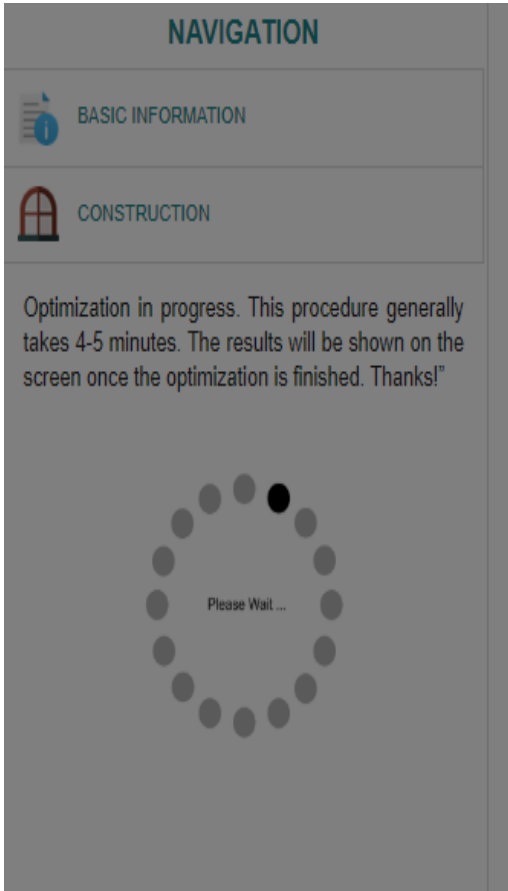 NAVIGATION
BASIC INFORMATION
CONSTRUCTION
Optimization in progress. This procedure generally
takes 4-5 minutes. The results will be shown on the
screen once the optimization is finished. Thanks!”
Please Wait ...